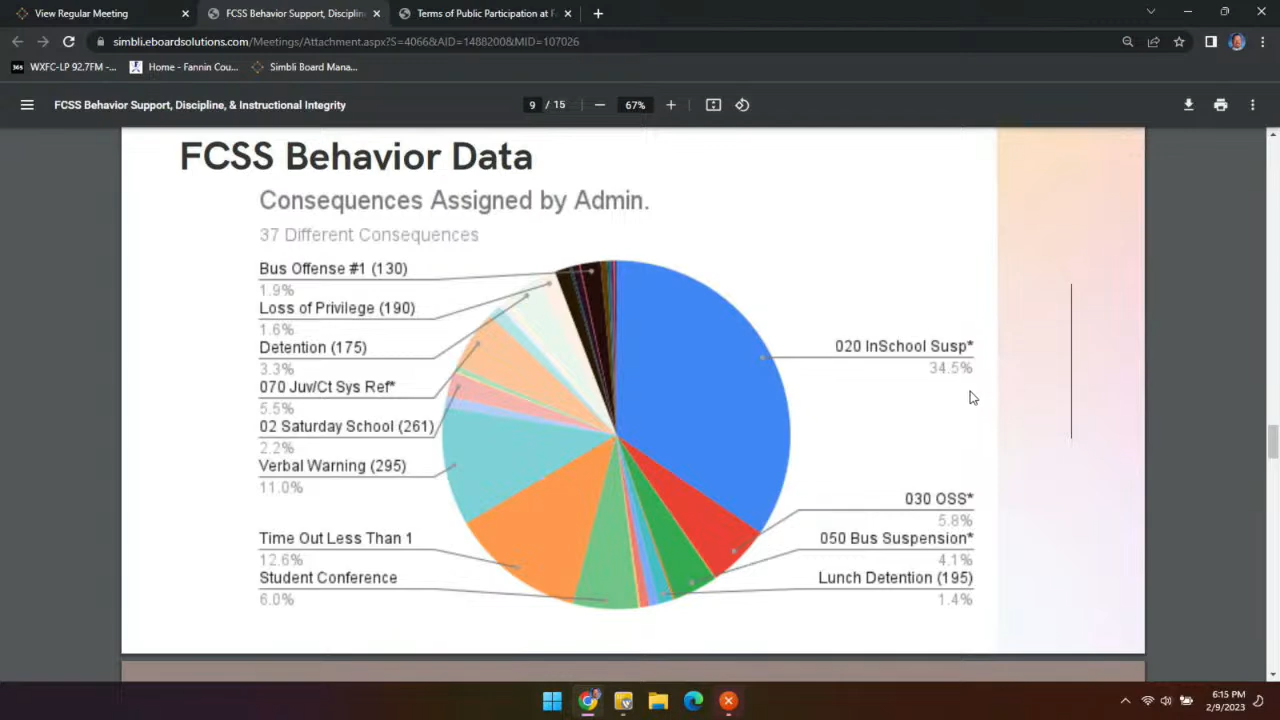 View Regular Meeting
FCSS Behavior Support, Disciplin
Terms of Public Participation at F
simbli.eboardsolutions.com/Meetings/Attachment.aspx?S=4066&AID=1488200&MID=107026
365
WXFC-LP 92.7FM –...
Home - Fannin Cou...
Simbli Board Mana...
FCSS Behavior Support, Discipline, & Instructional Integrity
9 / 15
67%
FCSS Behavior Data
Consequences Assigned by Admin.
37 Different Consequences
Bus Offense #1 (130)
1.9%
Loss of Privilege (190)
1.6%
Detention (175)
3.3%
070 Juv/Ct Sys Ref*
5.5%
02 Saturday School (261)
2.2%
Verbal Warning (295)
11.0%
Time Out Less Than 1
12.6%
Student Conference
6.0%
020 InSchool Susp*
34.5%
030 OSS*
5.8%
050 Bus Suspension*
4.1%
Lunch Detention (195)
1.4%
6:15 PM
2/9/2023